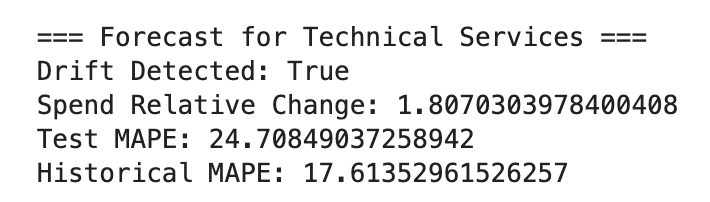 === Forecast for Technical Services ===
Drift Detected: True
Spend Relative Change: 1.8070303978400408
Test MAPE: 24.70849037258942
Historical MAPE: 17.61352961526257